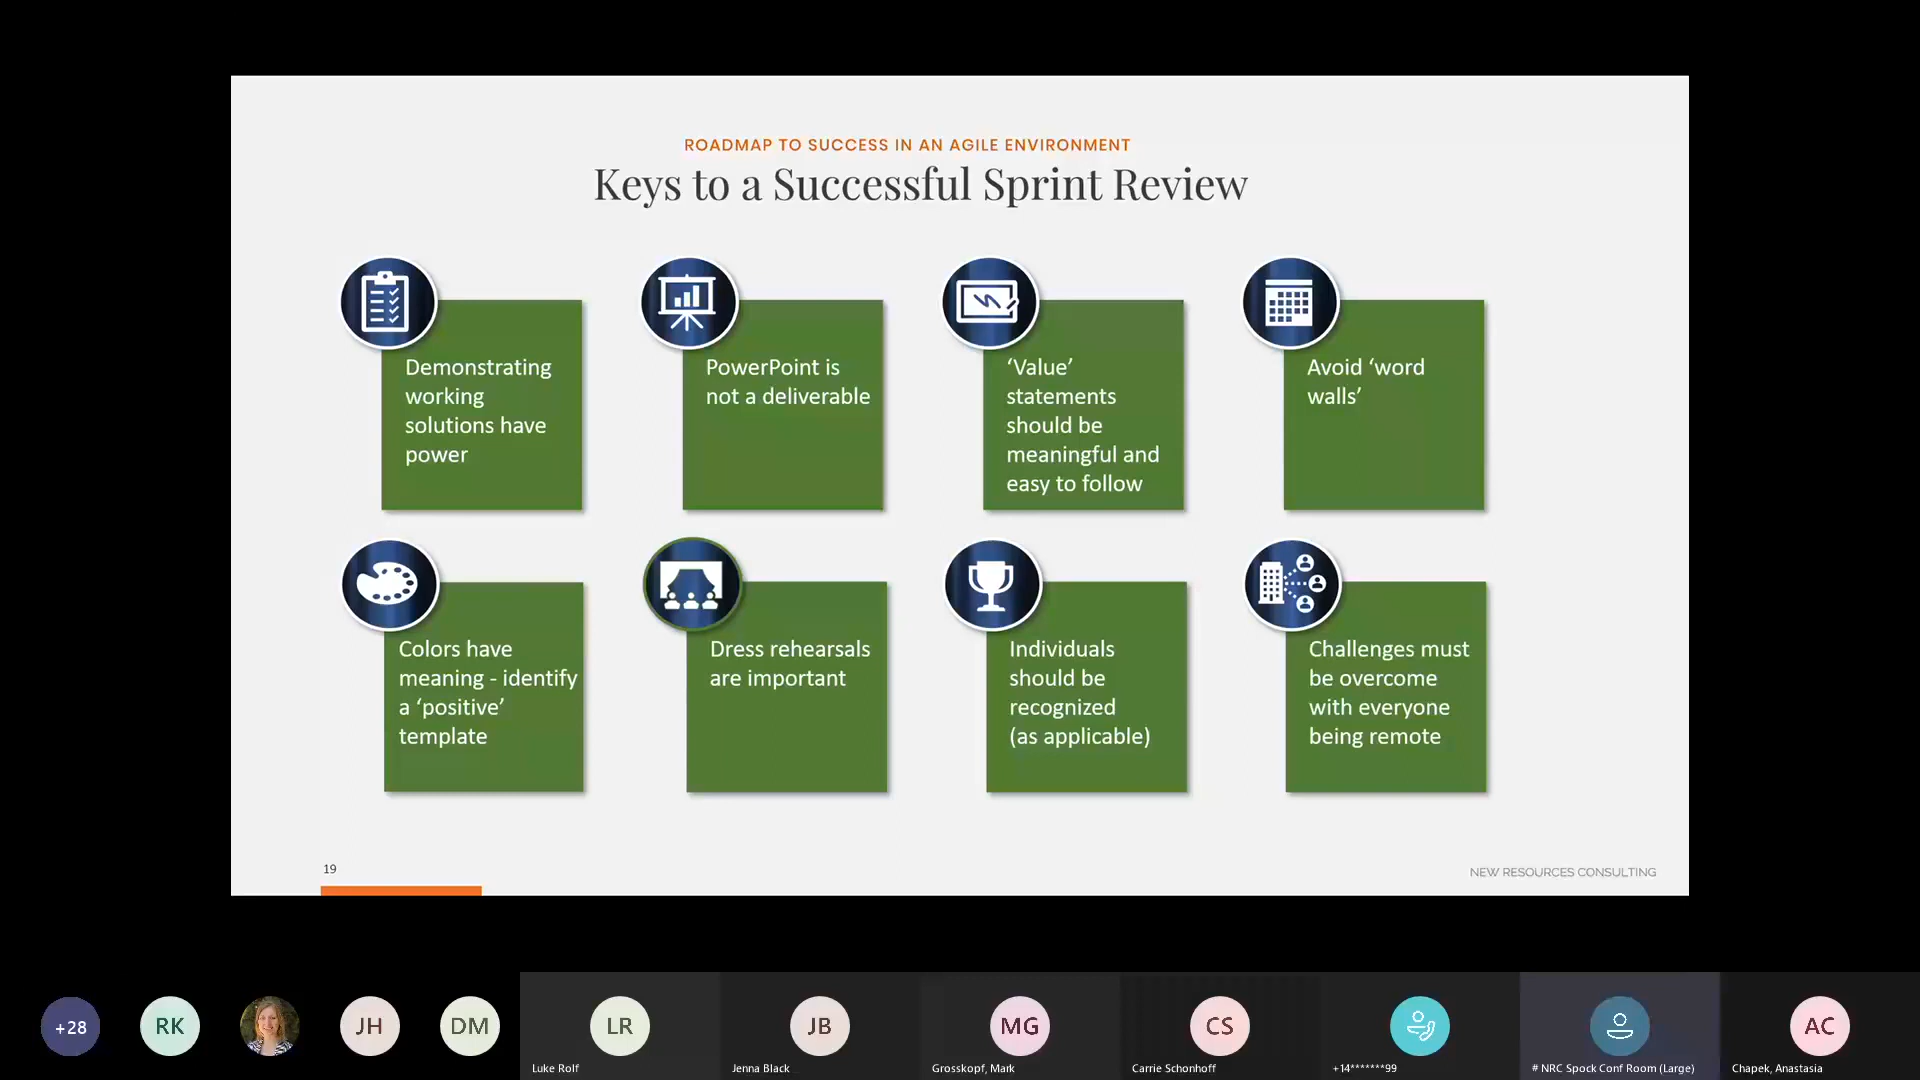 ROADMAP TO SUCCESS IN AN AGILE ENVIRONMENT
Keys to a Successful Sprint Review
Demonstrating
working
solutions have
power
PowerPoint is
not a deliverable
‘Value’
statements
should be
meaningful and
easy to follow
Avoid ‘word
walls’
Colors have
meaning - identify
a ‘positive’
template
Dress rehearsals
are important
Individuals
should be
recognized
(as applicable)
Challenges must
be overcome
with everyone
being remote
19
NEW RESOURCES CONSULTING
+28
RK
JH
DM
LR
JB
MG
CS
AC
Luke Rolf
Jenna Black
Grosskopf, Mark
Carrie Schonhoff
+14*******99
# NRC Spock Conf Room (Large)
Chapek, Anastasia